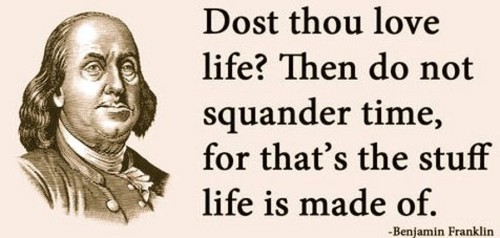 Dost thou love
life? Then do not
squander time,
for that's the stuff
life is made of.
-Benjamin Franklin